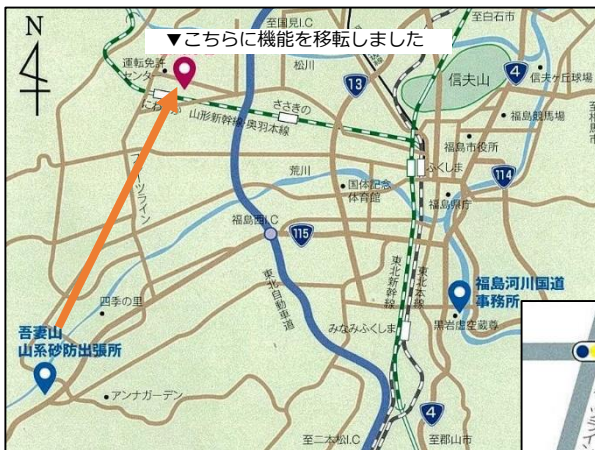 N
至国見I.C
至白石市
▼こちらに機能を移転しました
運転免許
センター
松川
13
信夫山
4
信夫ヶ丘球場
ささきの
福島競馬場
山形新幹線・奥羽本線
福島市役所
フルーツライン
荒川
ふくしま
114
国体記念
体育館
福島県庁
福島西I.C
115
東北自動車道
東北新幹線
東北本線
福島河川国道
事務所
四季の里
黒岩虚空蔵尊
吾妻山
山系砂防出張所
みなみふくしま
アンナガーデン
4
至二本松I.C
至郡山市